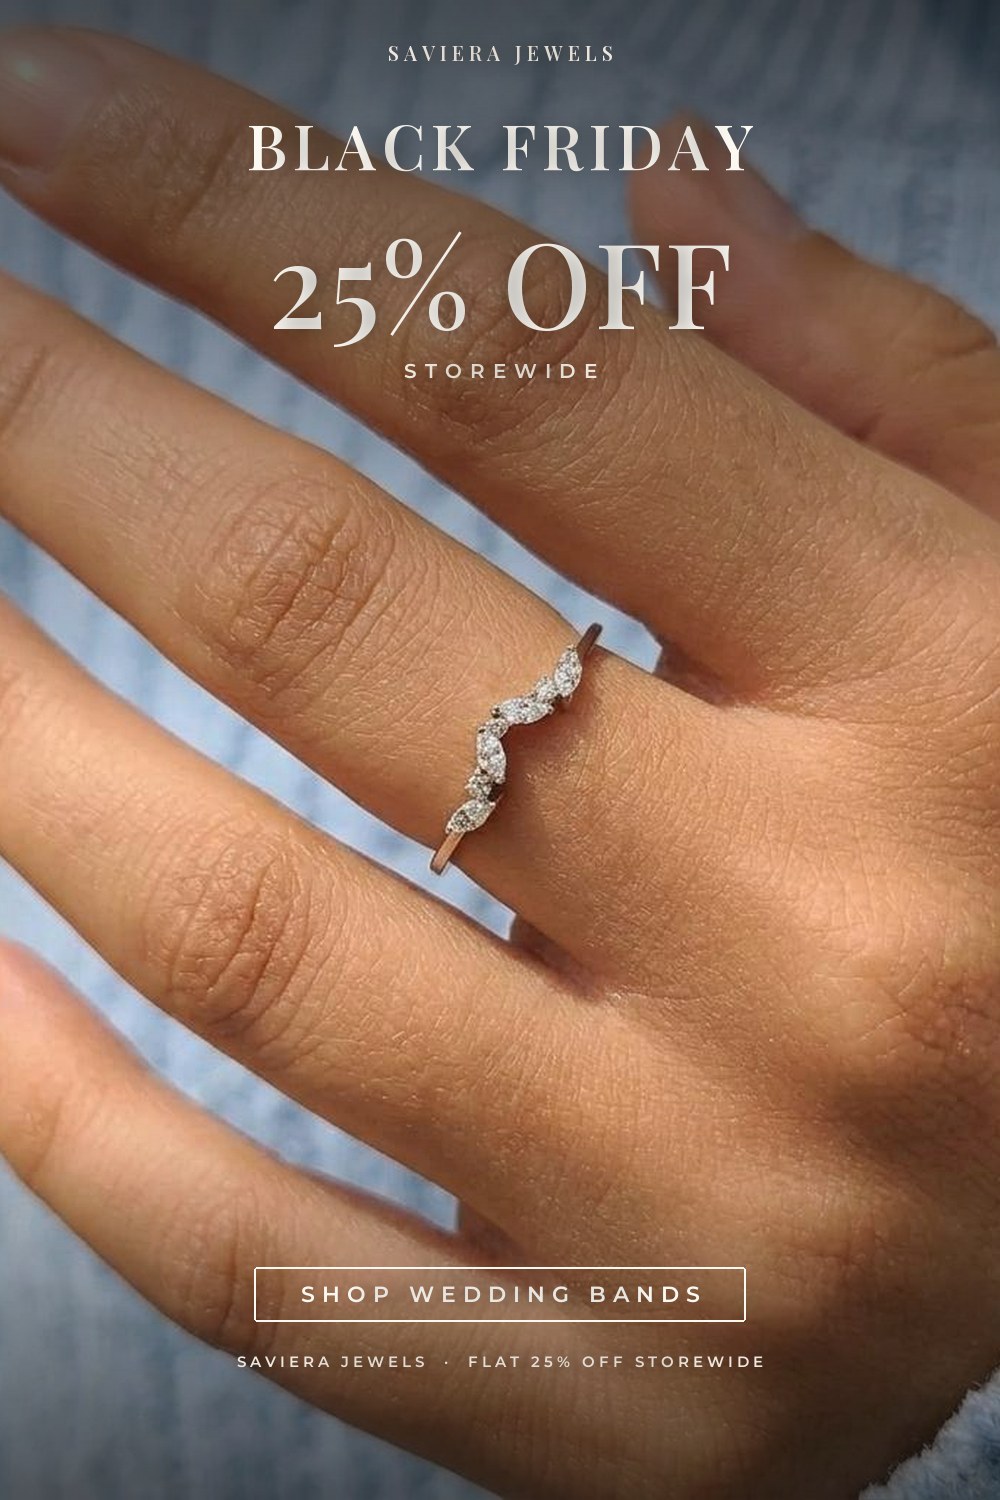 SAVIERA JEWELS
BLACK FRIDAY
25% OFF
STOREWIDE
SHOP WEDDING BANDS
SAVIERA JEWELS · FLAT 25% OFF STOREWIDE